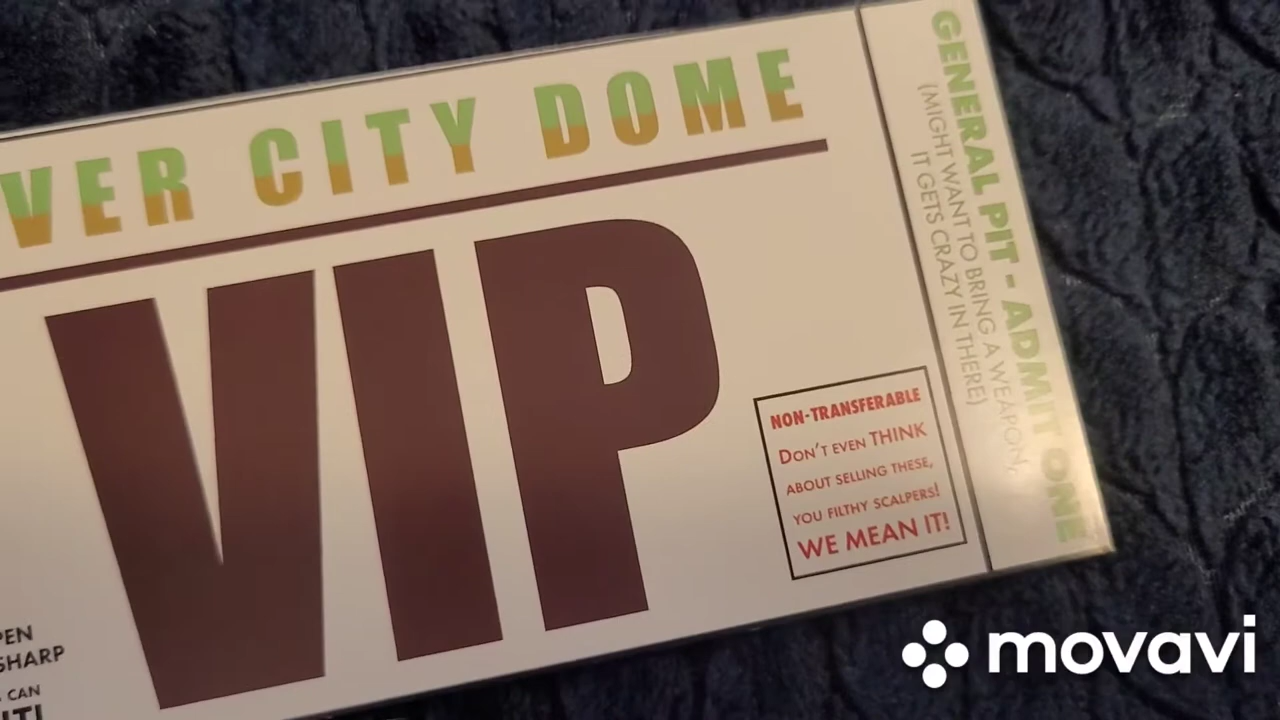 VER CITY DOME
VIP
NON-TRANSFERABLE
DON'T EVEN THINK
ABOUT SELLING THESE,
YOU FILTHY SCALPERS!
WE MEAN IT!
GENERAL PIT - ADMIT ONE
(MIGHT WANT TO BRING A WEAPON,
IT GETS CRAZY IN THERE)
PEN
SHARP
CAN
movavi